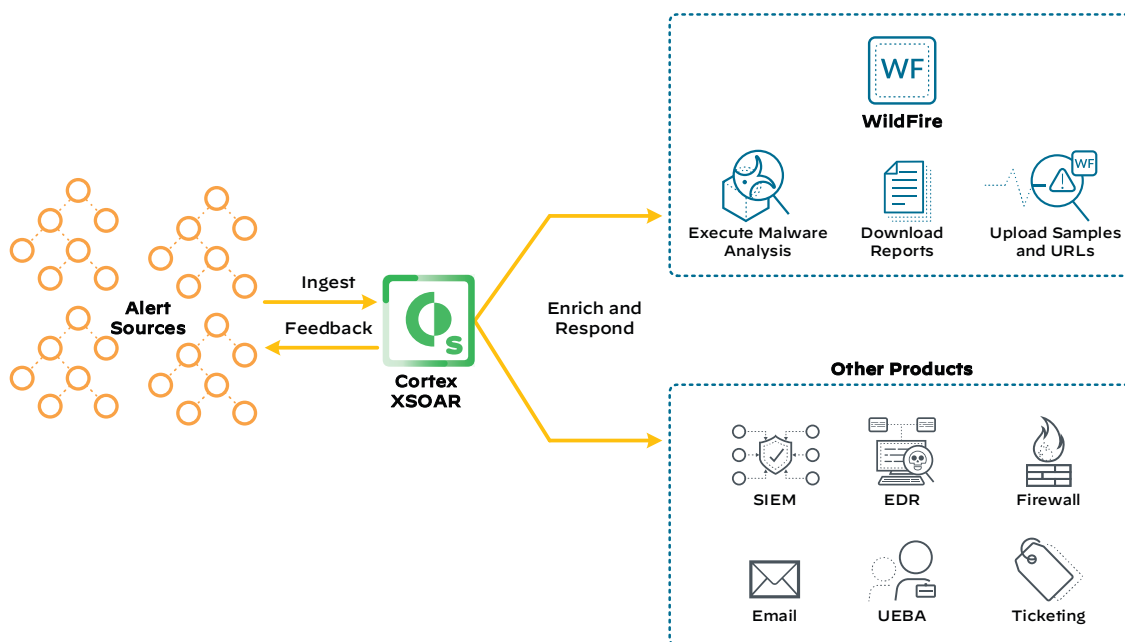 WF
WildFire
WF
Execute Malware
Analysis
Download
Reports
Upload Samples
and URLs
Alert
Sources
Ingest
Feedback
S
Cortex
XSOAR
Enrich and
Respond
Other Products
SIEM
EDR
Firewall
Email
UEBA
Ticketing